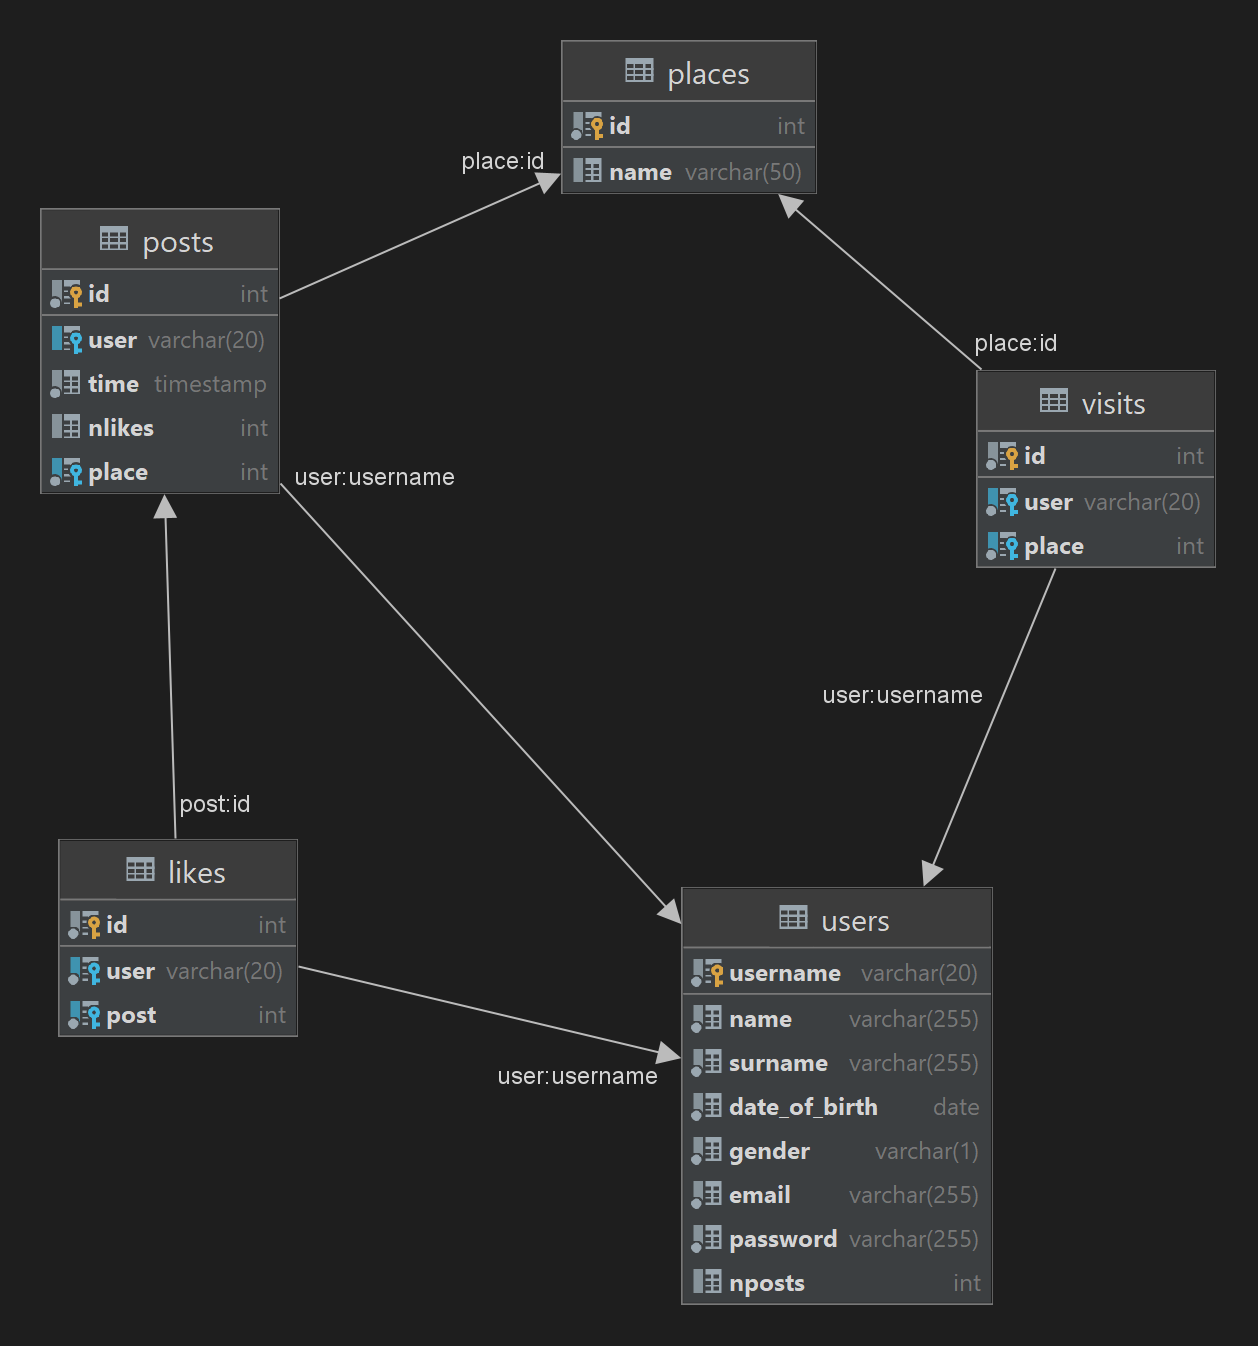 places
id int
name varchar(50)
place:id
posts
id int
user varchar(20)
time timestamp
nlikes int
place int
place:id
visits
id int
user varchar(20)
place int
user:username
user:username
post:id
likes
id int
user varchar(20)
post int
user:username
users
username varchar(20)
name varchar(255)
surname varchar(255)
date_of_birth date
gender varchar(1)
email varchar(255)
password varchar(255)
nposts int